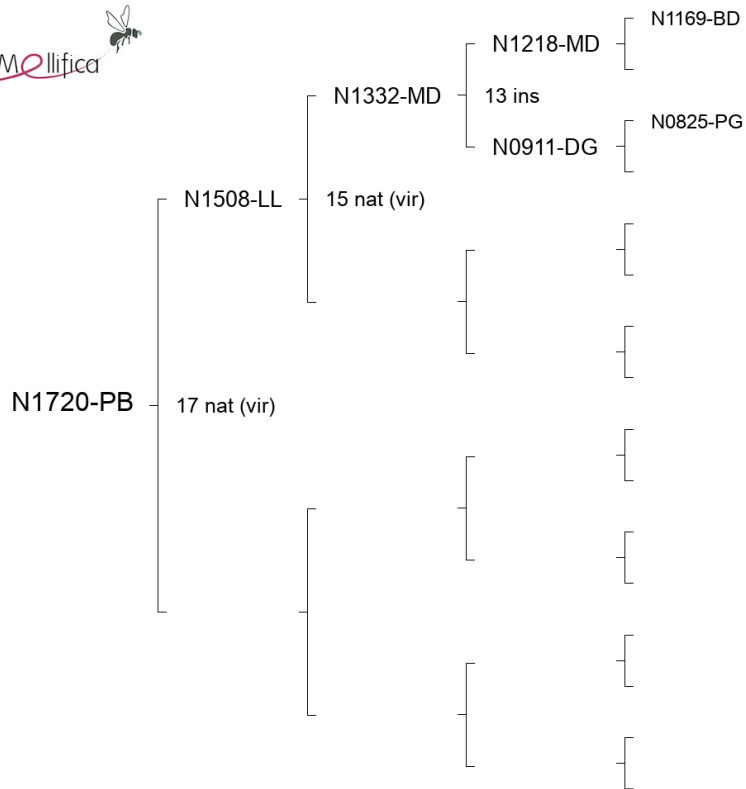 Mellifica
N1169-BD
N1218-MD
N1332-MD
13 ins
N0825-PG
N0911-DG
N1508-LL
15 nat (vir)
N1720-PB
17 nat (vir)